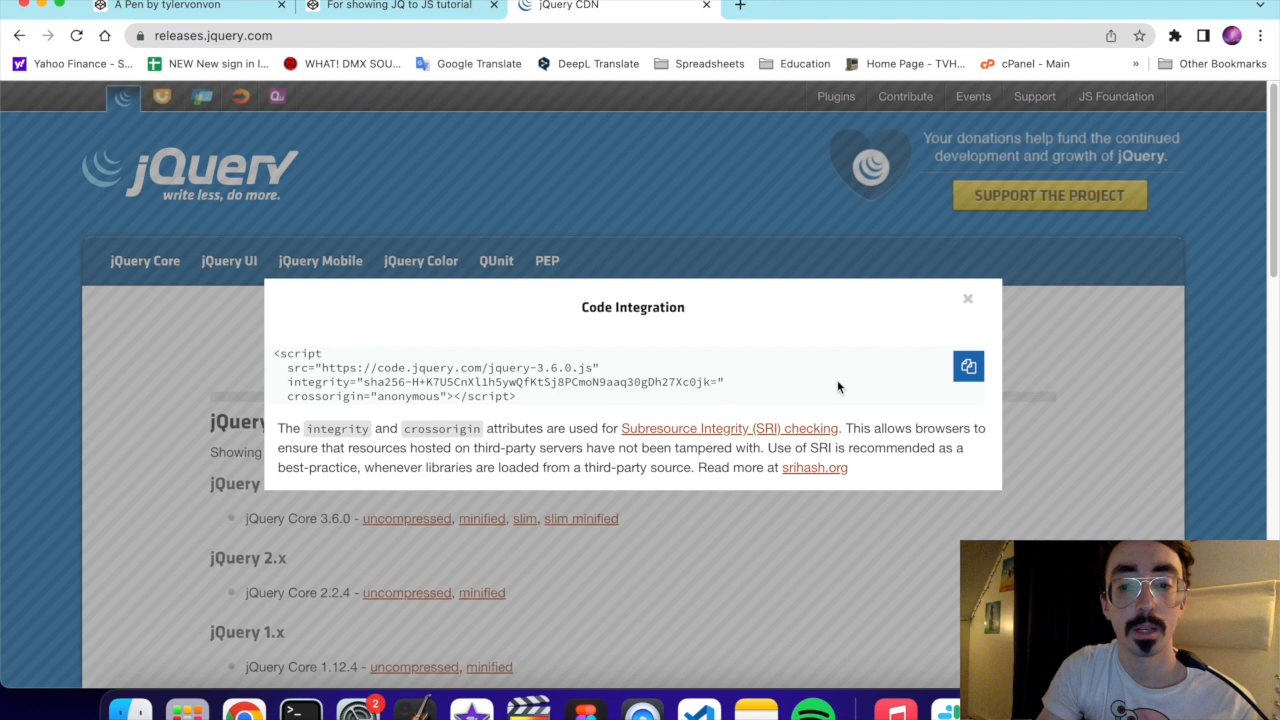 A Pen by tylervonvon
For showing JQ to JS tutorial
jQuery CDN
releases.jquery.com
Yahoo Finance - S...
NEW New sign in l...
WHAT! DMX SOU...
Google Translate
DeepL Translate
Spreadsheets
Education
Home Page - TVH...
cPanel - Main
»
Other Bookmarks
Plugins
Contribute
Events
Support
JS Foundation
jQuery
write less, do more.
Your donations help fund the continued
development and growth of jQuery.
SUPPORT THE PROJECT
jQuery Core
jQuery UI
jQuery Mobile
jQuery Color
QUnit
PEP
Code Integration
<script
src="https://code.jquery.com/jquery-3.6.0.js"
integrity="sha256-H+K7U5CnXl1h5ywQfKtSj8PCmoN9aaq30gDh27Xc0jk="
crossorigin="anonymous"></script>
The integrity and crossorigin attributes are used for Subresource Integrity (SRI) checking. This allows browsers to
ensure that resources hosted on third-party servers have not been tampered with. Use of SRI is recommended as a
best-practice, whenever libraries are loaded from a third-party source. Read more at srihash.org
jQuery
Showing
jQuery
jQuery Core 3.6.0 - uncompressed, minified, slim, slim minified
jQuery 2.x
jQuery Core 2.2.4 - uncompressed, minified
jQuery 1.x
jQuery Core 1.12.4 - uncompressed, minified
2